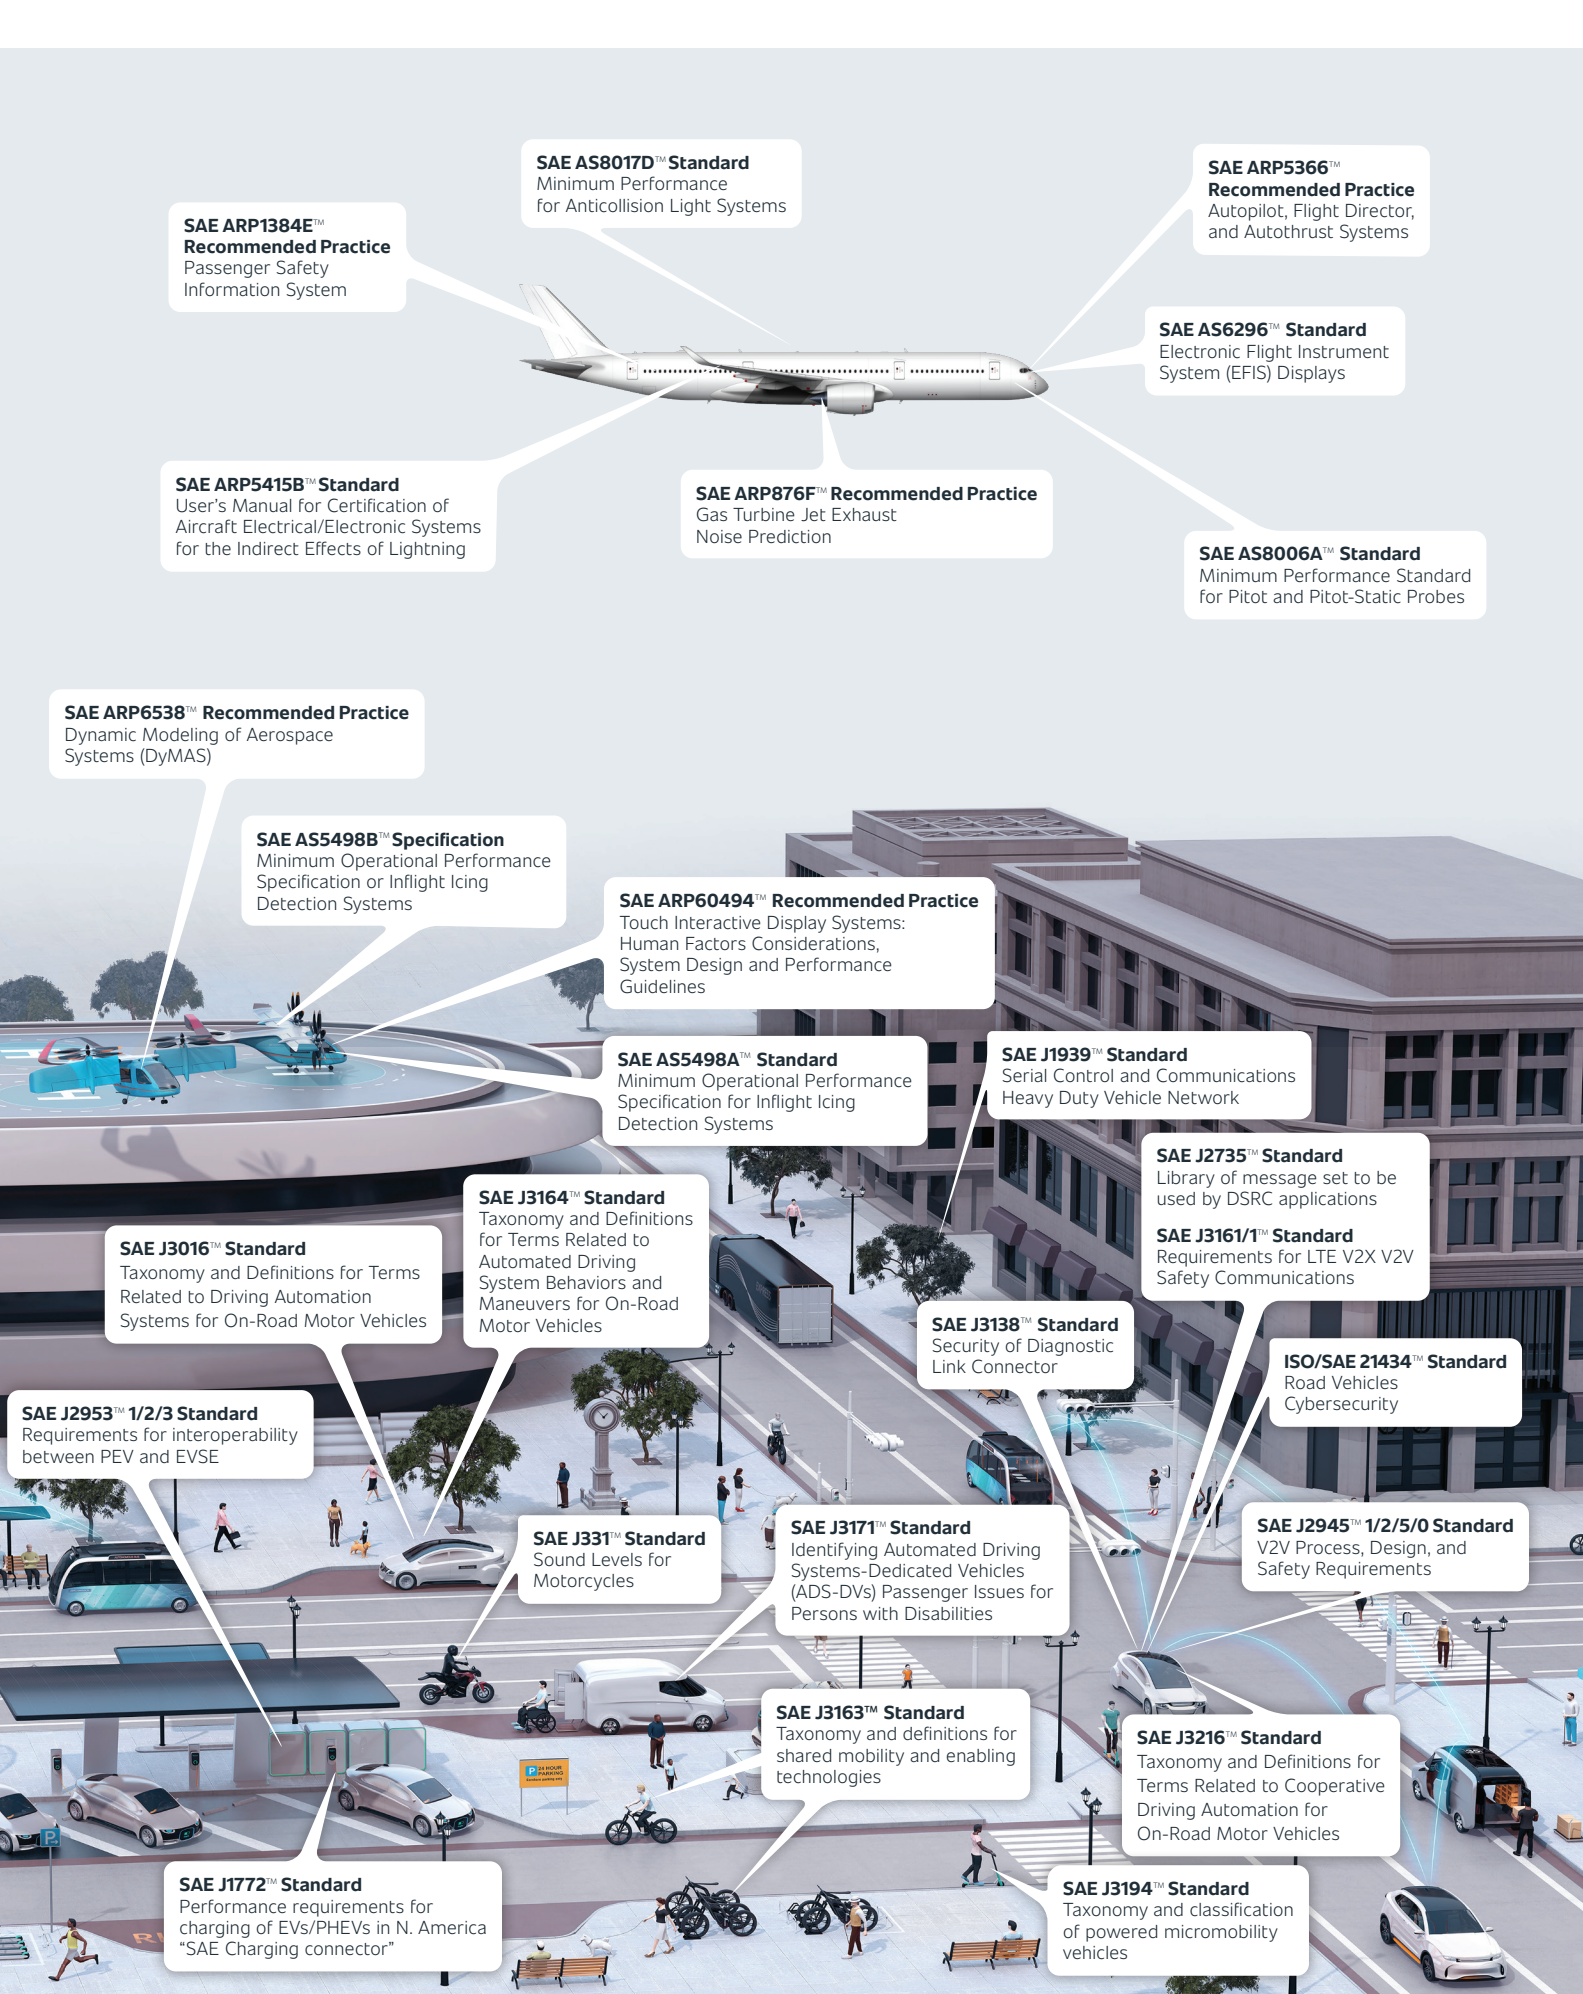 SAE AS8017D™ Standard
Minimum Performance
for Anticollision Light Systems
SAE ARP5366™
Recommended Practice
Autopilot, Flight Director,
and Autothrust Systems
SAE ARP1384E™
Recommended Practice
Passenger Safety
Information System
SAE AS6296™ Standard
Electronic Flight Instrument
System (EFIS) Displays
SAE ARP5415B™ Standard
User’s Manual for Certification of
Aircraft Electrical/Electronic Systems
for the Indirect Effects of Lightning
SAE ARP876F™ Recommended Practice
Gas Turbine Jet Exhaust
Noise Prediction
SAE AS8006A™ Standard
Minimum Performance Standard
for Pitot and Pitot-Static Probes
SAE ARP6538™ Recommended Practice
Dynamic Modeling of Aerospace
Systems (DyMAS)
SAE AS5498B™ Specification
Minimum Operational Performance
Specification or Inflight Icing
Detection Systems
SAE ARP60494™ Recommended Practice
Touch Interactive Display Systems:
Human Factors Considerations,
System Design and Performance
Guidelines
SAE AS5498A™ Standard
Minimum Operational Performance
Specification for Inflight Icing
Detection Systems
SAE J1939™ Standard
Serial Control and Communications
Heavy Duty Vehicle Network
SAE J2735™ Standard
Library of message set to be
used by DSRC applications
SAE J3161/1™ Standard
Requirements for LTE V2X V2V
Safety Communications
SAE J3164™ Standard
Taxonomy and Definitions
for Terms Related to
Automated Driving
System Behaviors and
Maneuvers for On-Road
Motor Vehicles
SAE J3016™ Standard
Taxonomy and Definitions for Terms
Related to Driving Automation
Systems for On-Road Motor Vehicles
SAE J3138™ Standard
Security of Diagnostic
Link Connector
ISO/SAE 21434™ Standard
Road Vehicles
Cybersecurity
SAE J2953™ 1/2/3 Standard
Requirements for interoperability
between PEV and EVSE
SAE J331™ Standard
Sound Levels for
Motorcycles
SAE J3171™ Standard
Identifying Automated Driving
Systems-Dedicated Vehicles
(ADS-DVs) Passenger Issues for
Persons with Disabilities
SAE J2945™ 1/2/5/0 Standard
V2V Process, Design, and
Safety Requirements
SAE J3163™ Standard
Taxonomy and definitions for
shared mobility and enabling
technologies
SAE J3216™ Standard
Taxonomy and Definitions for
Terms Related to Cooperative
Driving Automation for
On-Road Motor Vehicles
P 24 HOUR
PARKING
P
SAE J1772™ Standard
Performance requirements for
charging of EVs/PHEVs in N. America
“SAE Charging connector”
SAE J3194™ Standard
Taxonomy and classification
of powered micromobility
vehicles